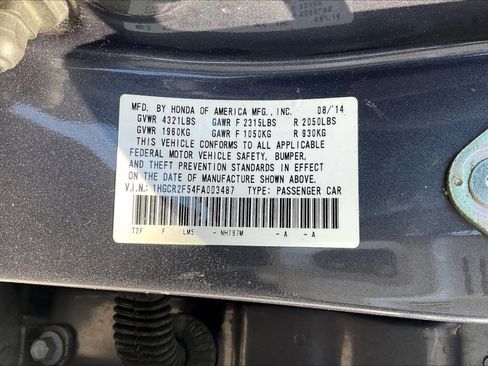 MFD. BY HONDA OF AMERICA MFG., INC. 08/'14
GVWR 4321LBS GAWR F 2315LBS R 2050LBS
GVWR 1960KG GAWR F 1050KG R 930KG
THIS VEHICLE CONFORMS TO ALL APPLICABLE
FEDERAL MOTOR VEHICLE SAFETY, BUMPER,
AND THEFT PREVENTION STANDARDS IN EFFECT
ON THE DATE OF MANUFACTURE SHOWN ABOVE.
V.I.N.: 1HGCR2F54FA003487 TYPE: PASSENGER CAR
T2F F LM5 - NH797M -A -A